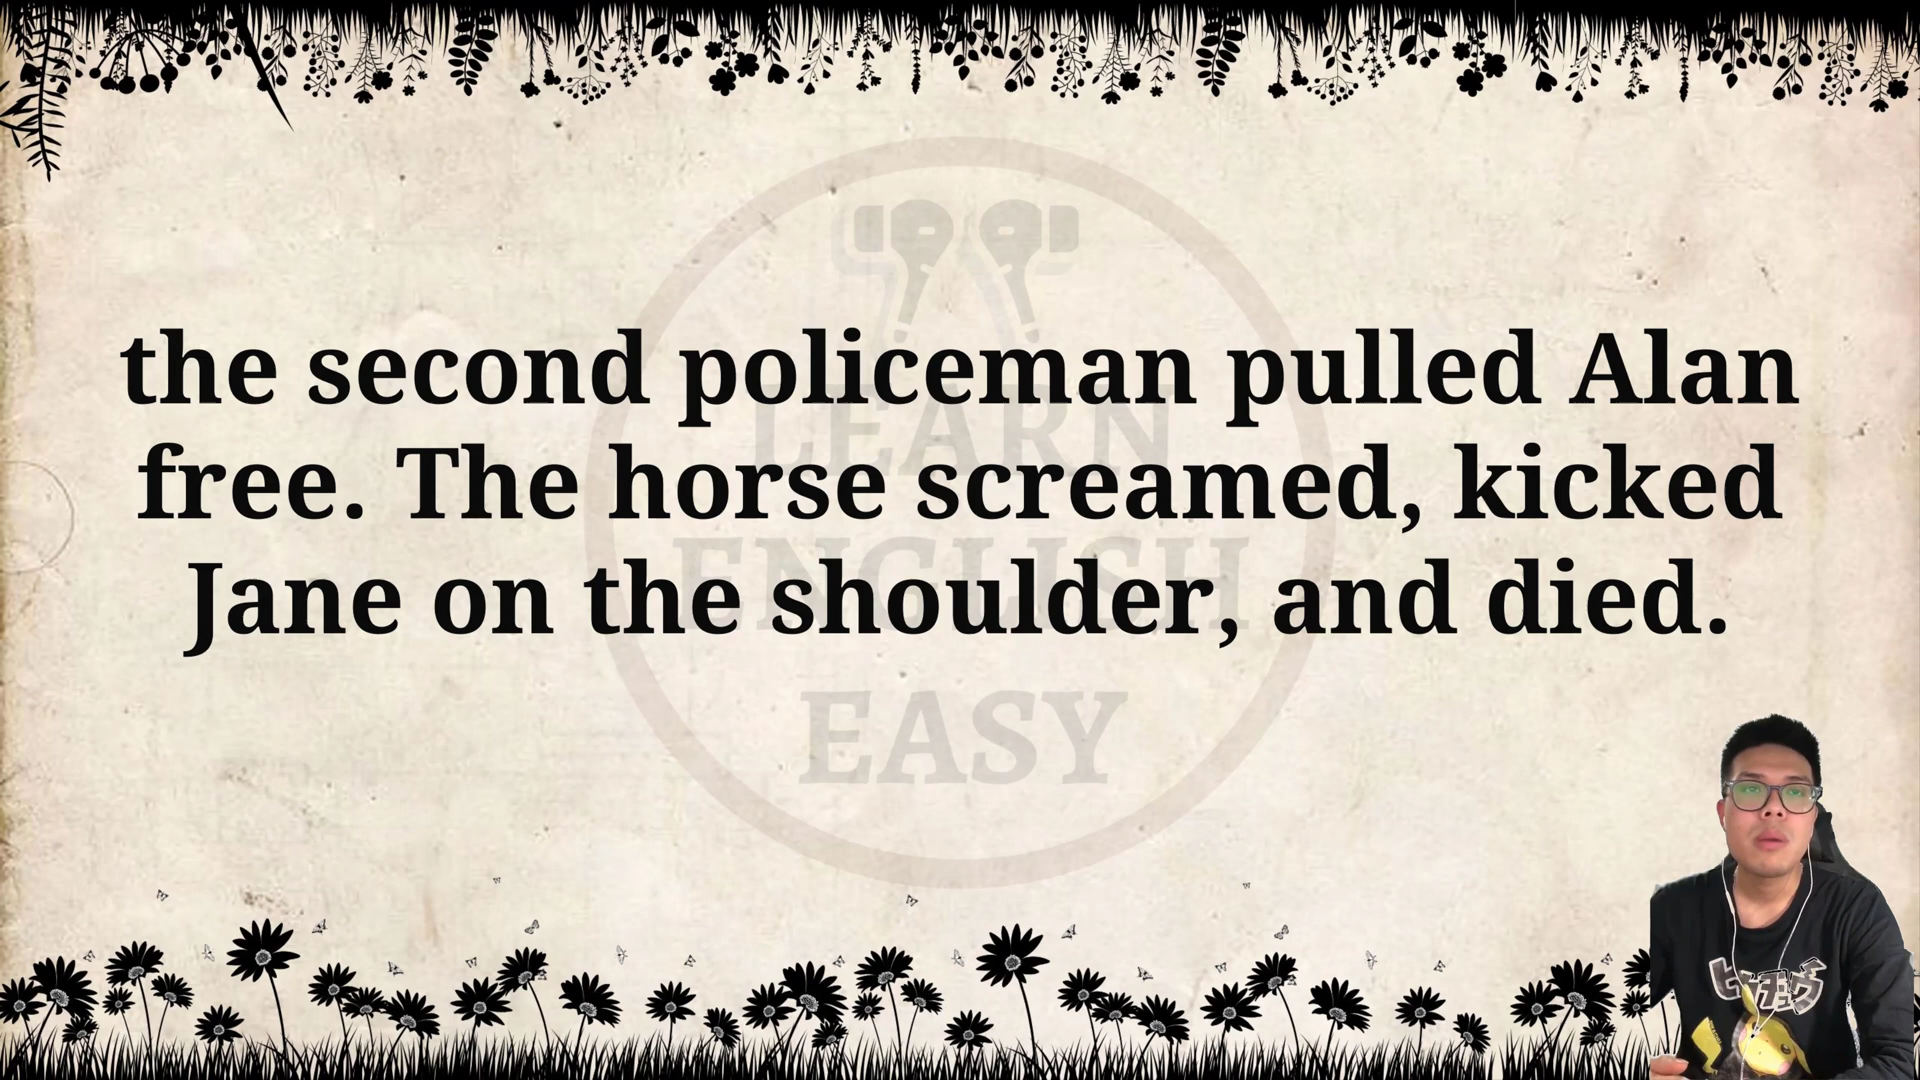 the second policeman pulled Alan
free. The horse screamed, kicked
Jane on the shoulder, and died.
LEARN
ENGLISH
EASY